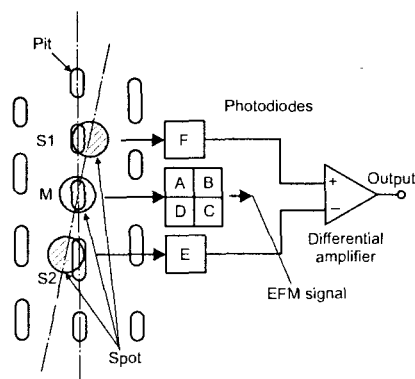 Pit
Photodiodes
S1
F
M
A B
D C
Output
+
−
Differential
amplifier
S2
E
EFM signal
Spot